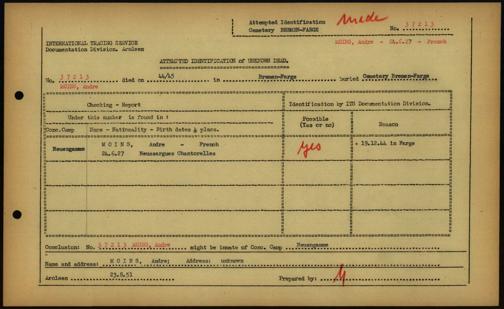 Attempted Identification made
Cemetery BREMEN-FARGE No. 37213
INTERNATIONAL TRACING SERVICE MOINS, Andre - 24.6.27 - French
Documentation Division. Arolsen
ATTEMPTED IDENTIFICATION of UNKNOWN DEAD.
No. 37213 died on 44/45 in Bremen-Farge buried Cemetery Bremen-Farge
MOINS, Andre
Checking - Report Identification by ITS Documentation Division.
Under this number is found in : Possible Reason
(Yes or no)
Conc.Camp Name - Nationality - Birth dates & place.
Neuengamme MOINS, Andre - French yes + 19.12.44 in Farge
24.6.27 Neussargues Chanterelles
Conclusion: No. 37213 MOINS, Andre might be inmate of Conc. Camp Neuengamme
Name and address: MOINS, Andre; Address: unknown
Arolsen 23.8.51 Prepared by: